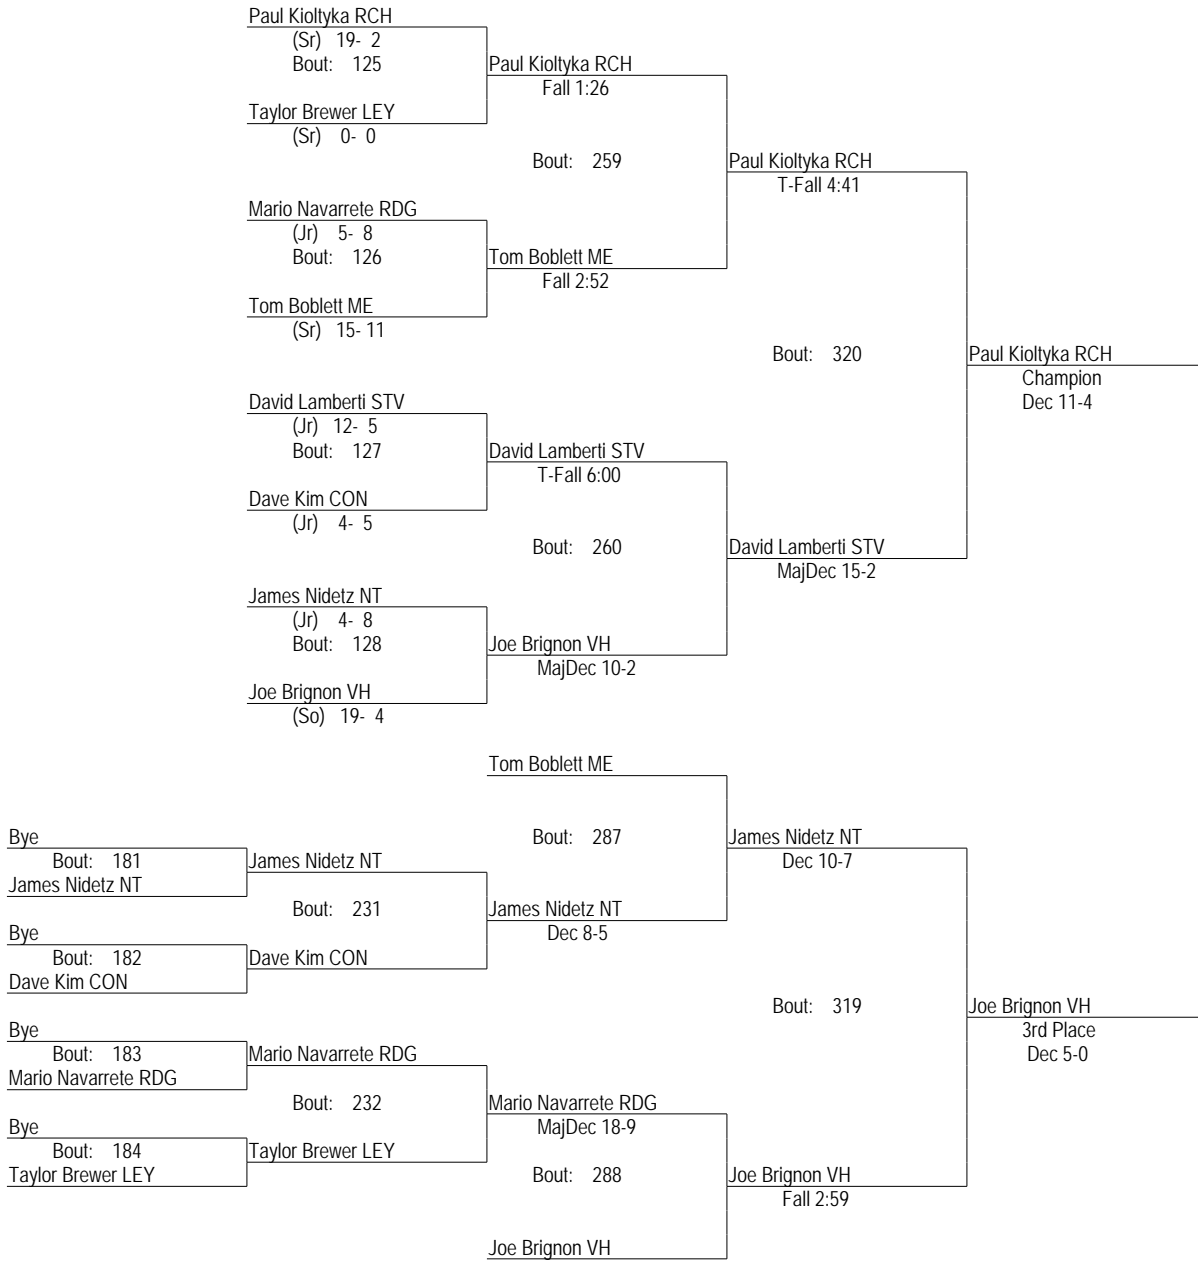 Paul Kioltyka RCH
(Sr) 19- 2
Bout: 125
Paul Kioltyka RCH
Fall 1:26
Taylor Brewer LEY
(Sr) 0- 0
Bout: 259
Paul Kioltyka RCH
T-Fall 4:41
Mario Navarrete RDG
(Jr) 5- 8
Bout: 126
Tom Boblett ME
Fall 2:52
Tom Boblett ME
(Sr) 15- 11
Bout: 320
Paul Kioltyka RCH
Champion
Dec 11-4
David Lamberti STV
(Jr) 12- 5
Bout: 127
David Lamberti STV
T-Fall 6:00
Dave Kim CON
(Jr) 4- 5
Bout: 260
David Lamberti STV
MajDec 15-2
James Nidetz NT
(Jr) 4- 8
Bout: 128
Joe Brignon VH
MajDec 10-2
Joe Brignon VH
(So) 19- 4
Tom Boblett ME
Bout: 287
James Nidetz NT
Dec 10-7
Bye
Bout: 181
James Nidetz NT
James Nidetz NT
Bout: 231
James Nidetz NT
Dec 8-5
Bye
Bout: 182
Dave Kim CON
Dave Kim CON
Bout: 319
Joe Brignon VH
3rd Place
Dec 5-0
Bye
Bout: 183
Mario Navarrete RDG
Mario Navarrete RDG
Bout: 232
Mario Navarrete RDG
MajDec 18-9
Bye
Bout: 184
Taylor Brewer LEY
Taylor Brewer LEY
Bout: 288
Joe Brignon VH
Fall 2:59
Joe Brignon VH